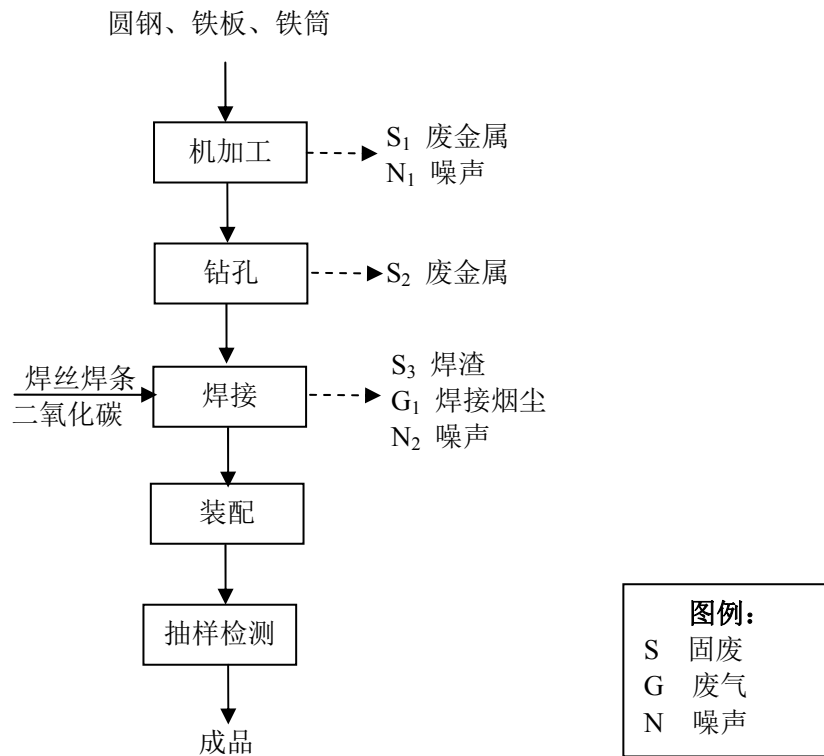 圆钢、铁板、铁筒
机加工
S₁ 废金属
N₁ 噪声
钻孔
S₂ 废金属
焊丝焊条
二氧化碳
焊接
S₃ 焊渣
G₁ 焊接烟尘
N₂ 噪声
装配
抽样检测
成品
图例：
S 固废
G 废气
N 噪声